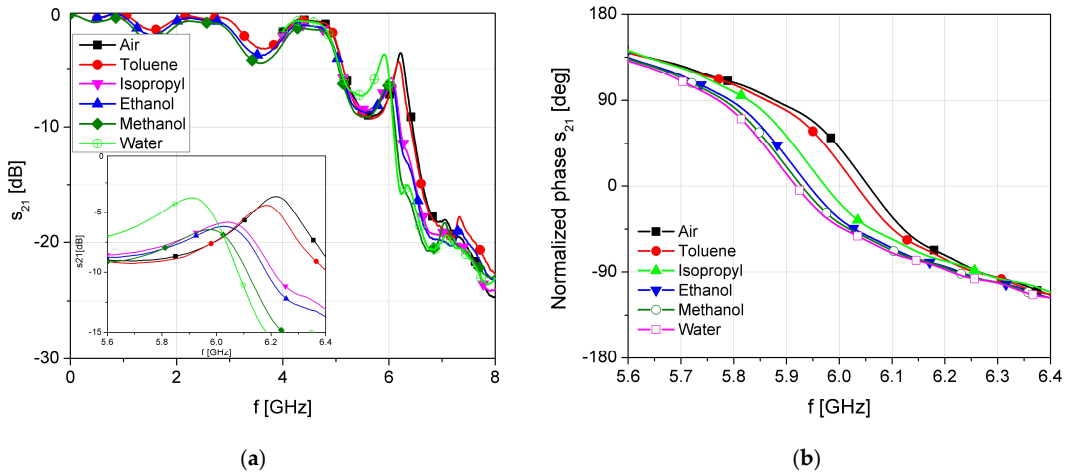 0
-10
-20
-30
s21 [dB]
Air
Toluene
Isopropyl
Ethanol
Methanol
Water
0
-5
-10
-15
s21[dB]
5.6
5.8
6.0
6.2
6.4
f [GHz]
0
2
4
6
8
f [GHz]
(a)
180
90
0
-90
-180
Normalized phase s21 [deg]
Air
Toluene
Isopropyl
Ethanol
Methanol
Water
5.6
5.7
5.8
5.9
6.0
6.1
6.2
6.3
6.4
f [GHz]
(b)